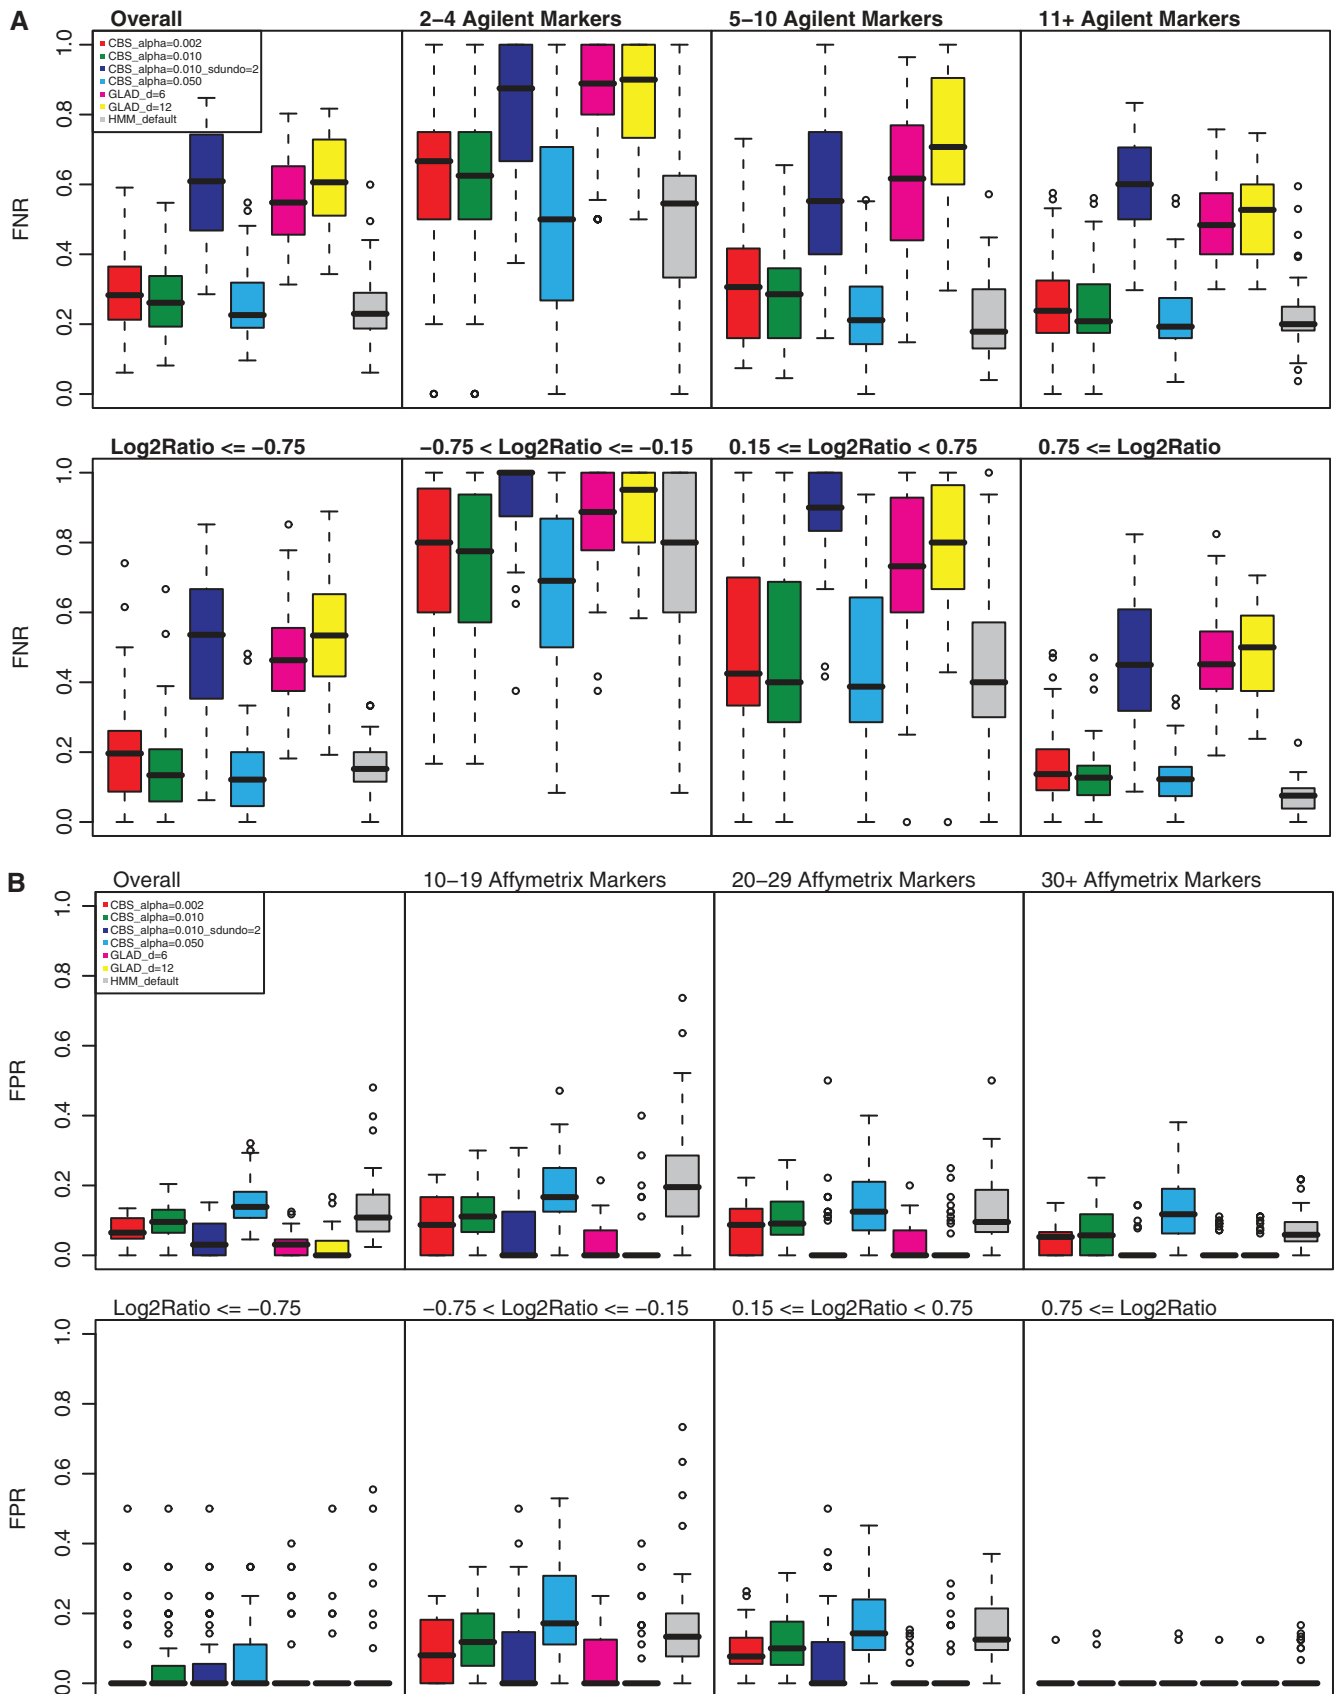 A
Overall
2−4 Agilent Markers
5−10 Agilent Markers
11+ Agilent Markers
FNR
0.0 0.2 0.4 0.6 0.8 1.0
CBS_alpha=0.002
CBS_alpha=0.010
CBS_alpha=0.010_sdundo=2
CBS_alpha=0.050
GLAD_d=6
GLAD_d=12
HMM_default
Log2Ratio <= −0.75
−0.75 < Log2Ratio <= −0.15
0.15 <= Log2Ratio < 0.75
0.75 <= Log2Ratio
FNR
0.0 0.2 0.4 0.6 0.8 1.0
B
Overall
10−19 Affymetrix Markers
20−29 Affymetrix Markers
30+ Affymetrix Markers
FPR
0.0 0.2 0.4 0.6 0.8 1.0
CBS_alpha=0.002
CBS_alpha=0.010
CBS_alpha=0.010_sdundo=2
CBS_alpha=0.050
GLAD_d=6
GLAD_d=12
HMM_default
Log2Ratio <= −0.75
−0.75 < Log2Ratio <= −0.15
0.15 <= Log2Ratio < 0.75
0.75 <= Log2Ratio
FPR
0.0 0.2 0.4 0.6 0.8 1.0